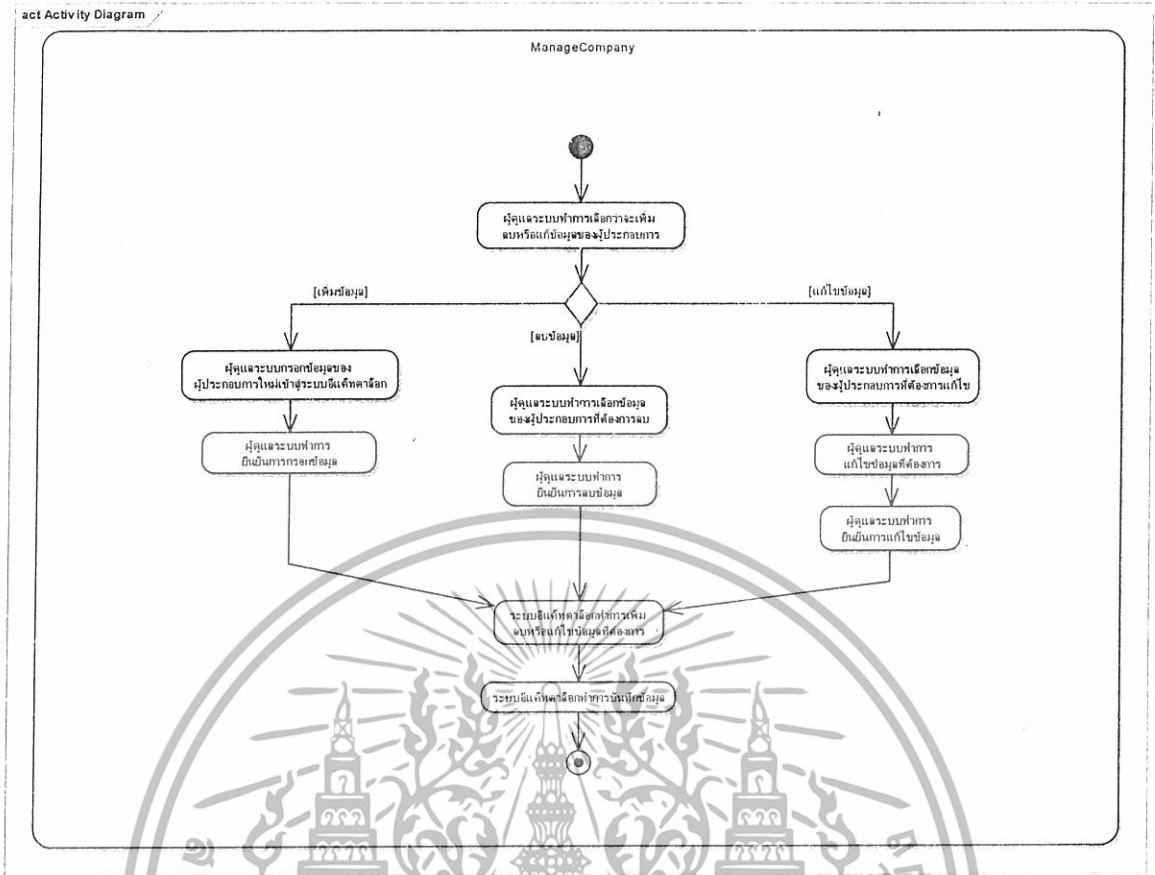 act Activity Diagram
ManageCompany
ผู้ดูแลระบบทำการเลือกว่าจะเพิ่ม
ลบหรือแก้ข้อมูลของผู้ประกอบการ
[เพิ่มข้อมูล]
[ลบข้อมูล]
[แก้ไขข้อมูล]
ผู้ดูแลระบบกรอกข้อมูลของ
ผู้ประกอบการใหม่เข้าสู่ระบบอีแค็ทตาล็อก
ผู้ดูแลระบบทำการ
ยืนยันการกรอกข้อมูล
ผู้ดูแลระบบทำการเลือกข้อมูล
ของผู้ประกอบการที่ต้องการลบ
ผู้ดูแลระบบทำการ
ยืนยันการลบข้อมูล
ผู้ดูแลระบบทำการเลือกข้อมูล
ของผู้ประกอบการที่ต้องการแก้ไข
ผู้ดูแลระบบทำการ
แก้ไขข้อมูลที่ต้องการ
ผู้ดูแลระบบทำการ
ยืนยันการแก้ไขข้อมูล
ระบบอีแค็ทตาล็อกทำการเพิ่ม
ลบหรือแก้ไขข้อมูลที่ต้องการ
ระบบอีแค็ทตาล็อกทำการบันทึกข้อมูล